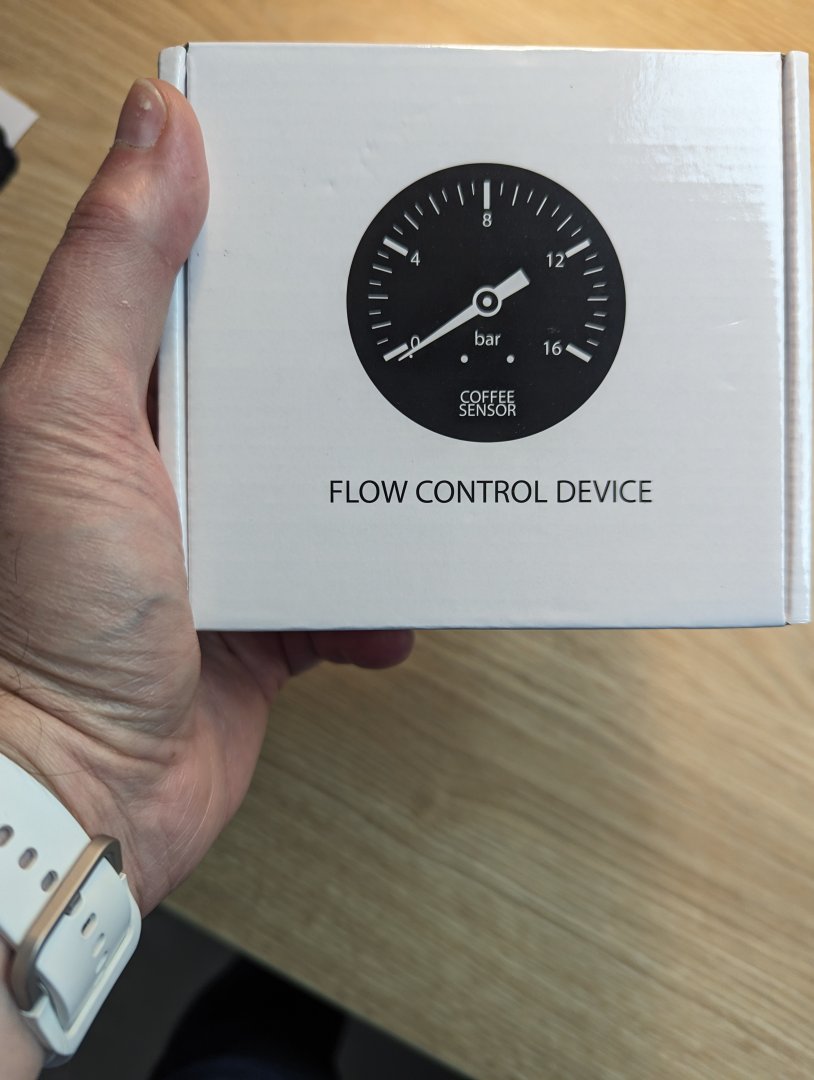 8
4 12
0 bar 16
COFFEE
SENSOR
FLOW CONTROL DEVICE